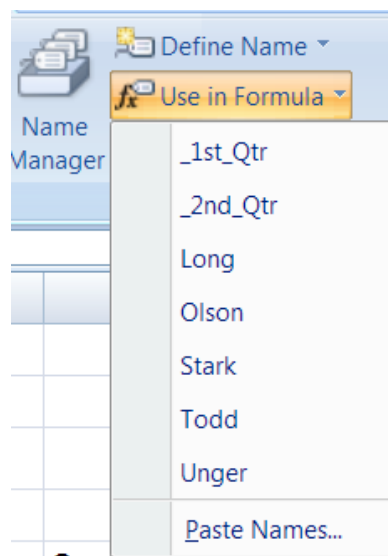 Define Name
Use in Formula
Name
Manager
_1st_Qtr
_2nd_Qtr
Long
Olson
Stark
Todd
Unger
Paste Names...